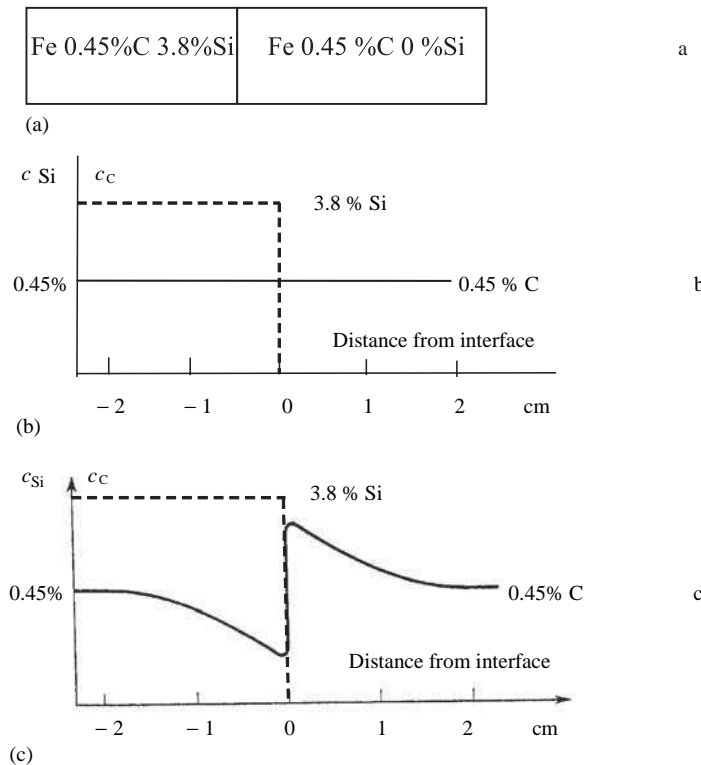 Fe 0.45%C 3.8%Si Fe 0.45 %C 0 %Si a
(a)
c Si c_C
3.8 % Si
0.45% 0.45 % C b
Distance from interface
− 2 − 1 0 1 2 cm
(b)
c_Si c_C
3.8 % Si
0.45% 0.45% C c
Distance from interface
− 2 − 1 0 1 2 cm
(c)